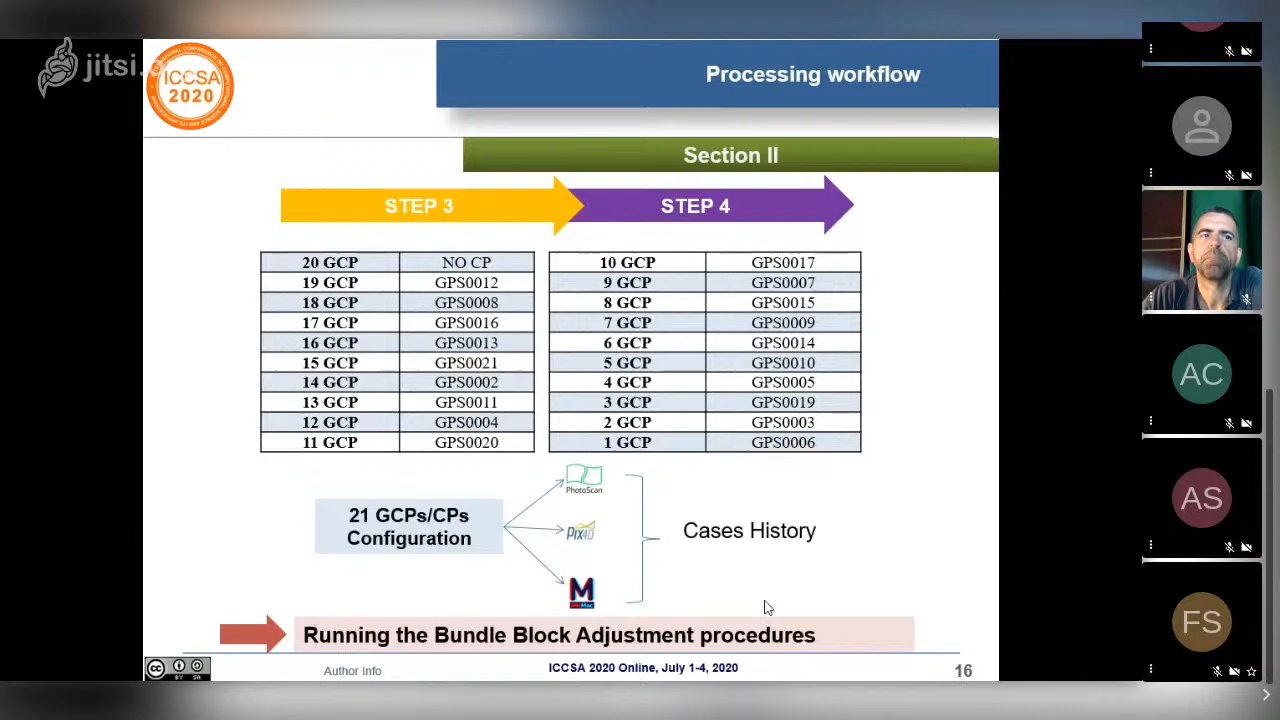 jitsi.
ICCSA
2020
Processing workflow
Section II
STEP 3
STEP 4
20 GCP NO CP
19 GCP GPS0012
18 GCP GPS0008
17 GCP GPS0016
16 GCP GPS0013
15 GCP GPS0021
14 GCP GPS0002
13 GCP GPS0011
12 GCP GPS0004
11 GCP GPS0020
10 GCP GPS0017
9 GCP GPS0007
8 GCP GPS0015
7 GCP GPS0009
6 GCP GPS0014
5 GCP GPS0010
4 GCP GPS0005
3 GCP GPS0019
2 GCP GPS0003
1 GCP GPS0006
21 GCPs/CPs
Configuration
PhotoScan
PIX4D
M
MicMac
Cases History
Running the Bundle Block Adjustment procedures
cc
BY SA
Author Info
ICCSA 2020 Online, July 1-4, 2020
16
AC
AS
FS